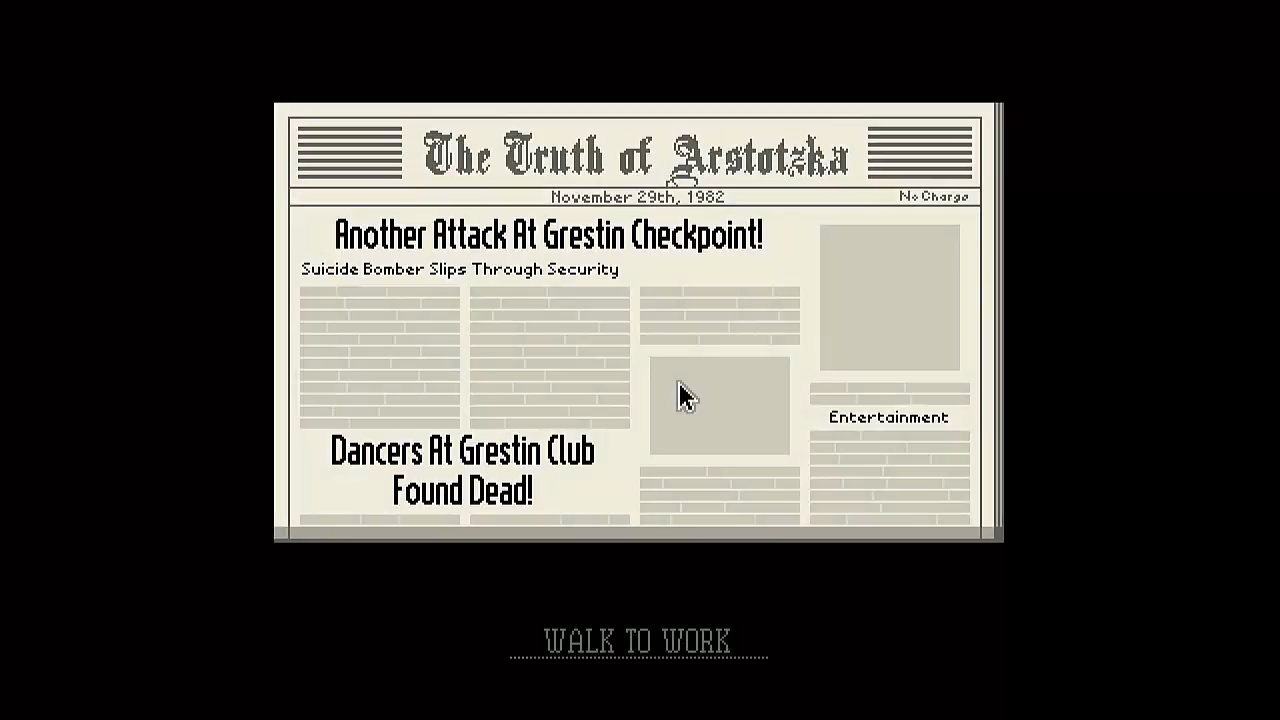 The Truth of Arstotzka
November 29th, 1982
No Charge
Another Attack At Grestin Checkpoint!
Suicide Bomber Slips Through Security
Dancers At Grestin Club
Found Dead!
Entertainment
WALK TO WORK